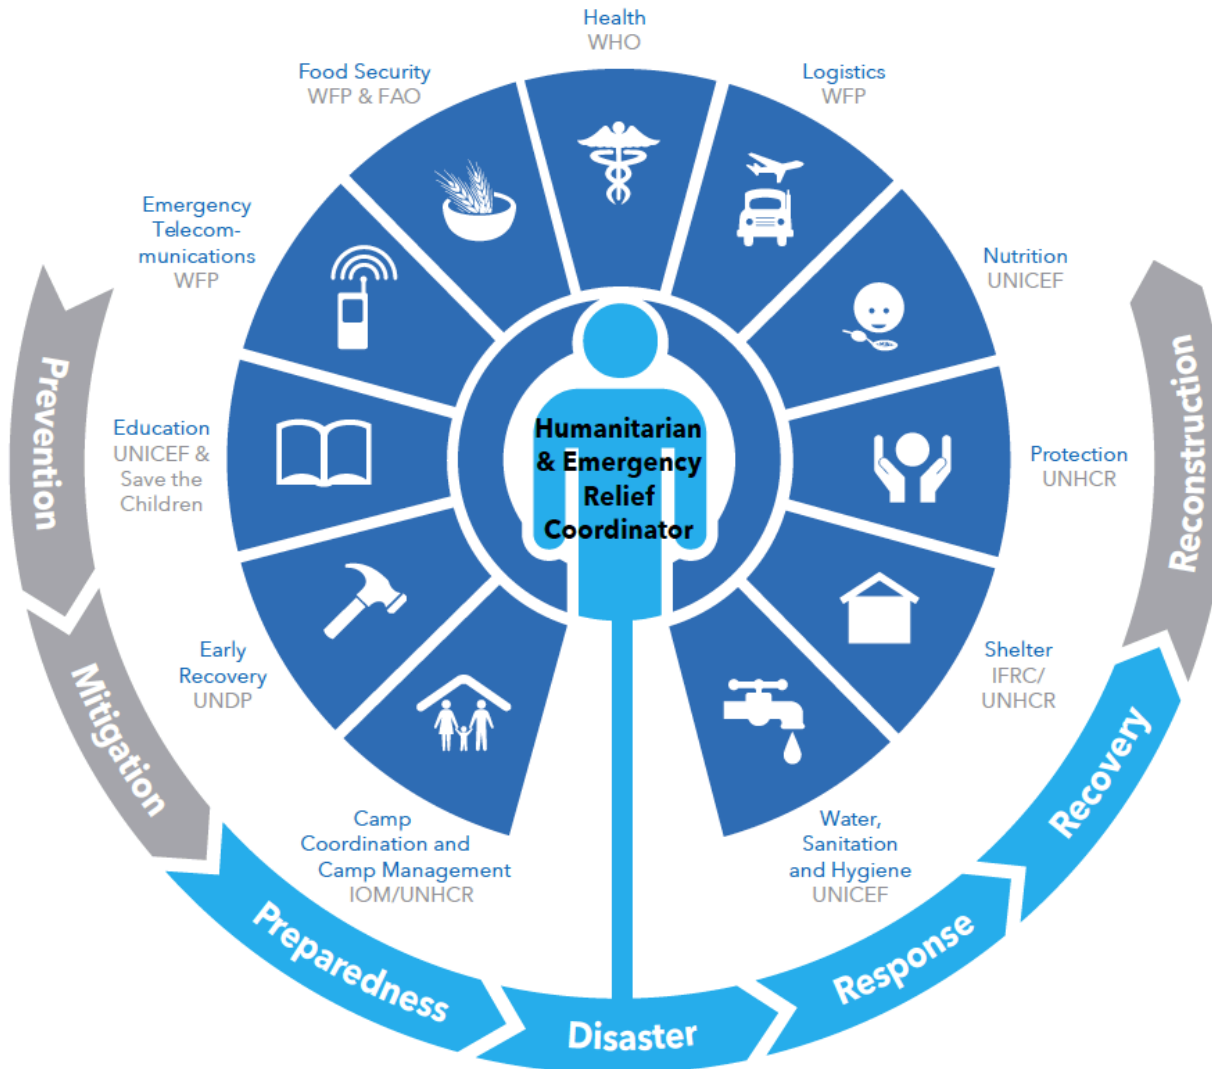 Health
WHO
Food Security
WFP & FAO
Logistics
WFP
Emergency
Telecom-
munications
WFP
Nutrition
UNICEF
Education
UNICEF &
Save the
Children
Protection
UNHCR
Humanitarian
& Emergency
Relief
Coordinator
Early
Recovery
UNDP
Shelter
IFRC/
UNHCR
Camp
Coordination and
Camp Management
IOM/UNHCR
Water,
Sanitation
and Hygiene
UNICEF
Prevention
Mitigation
Preparedness
Disaster
Response
Recovery
Reconstruction